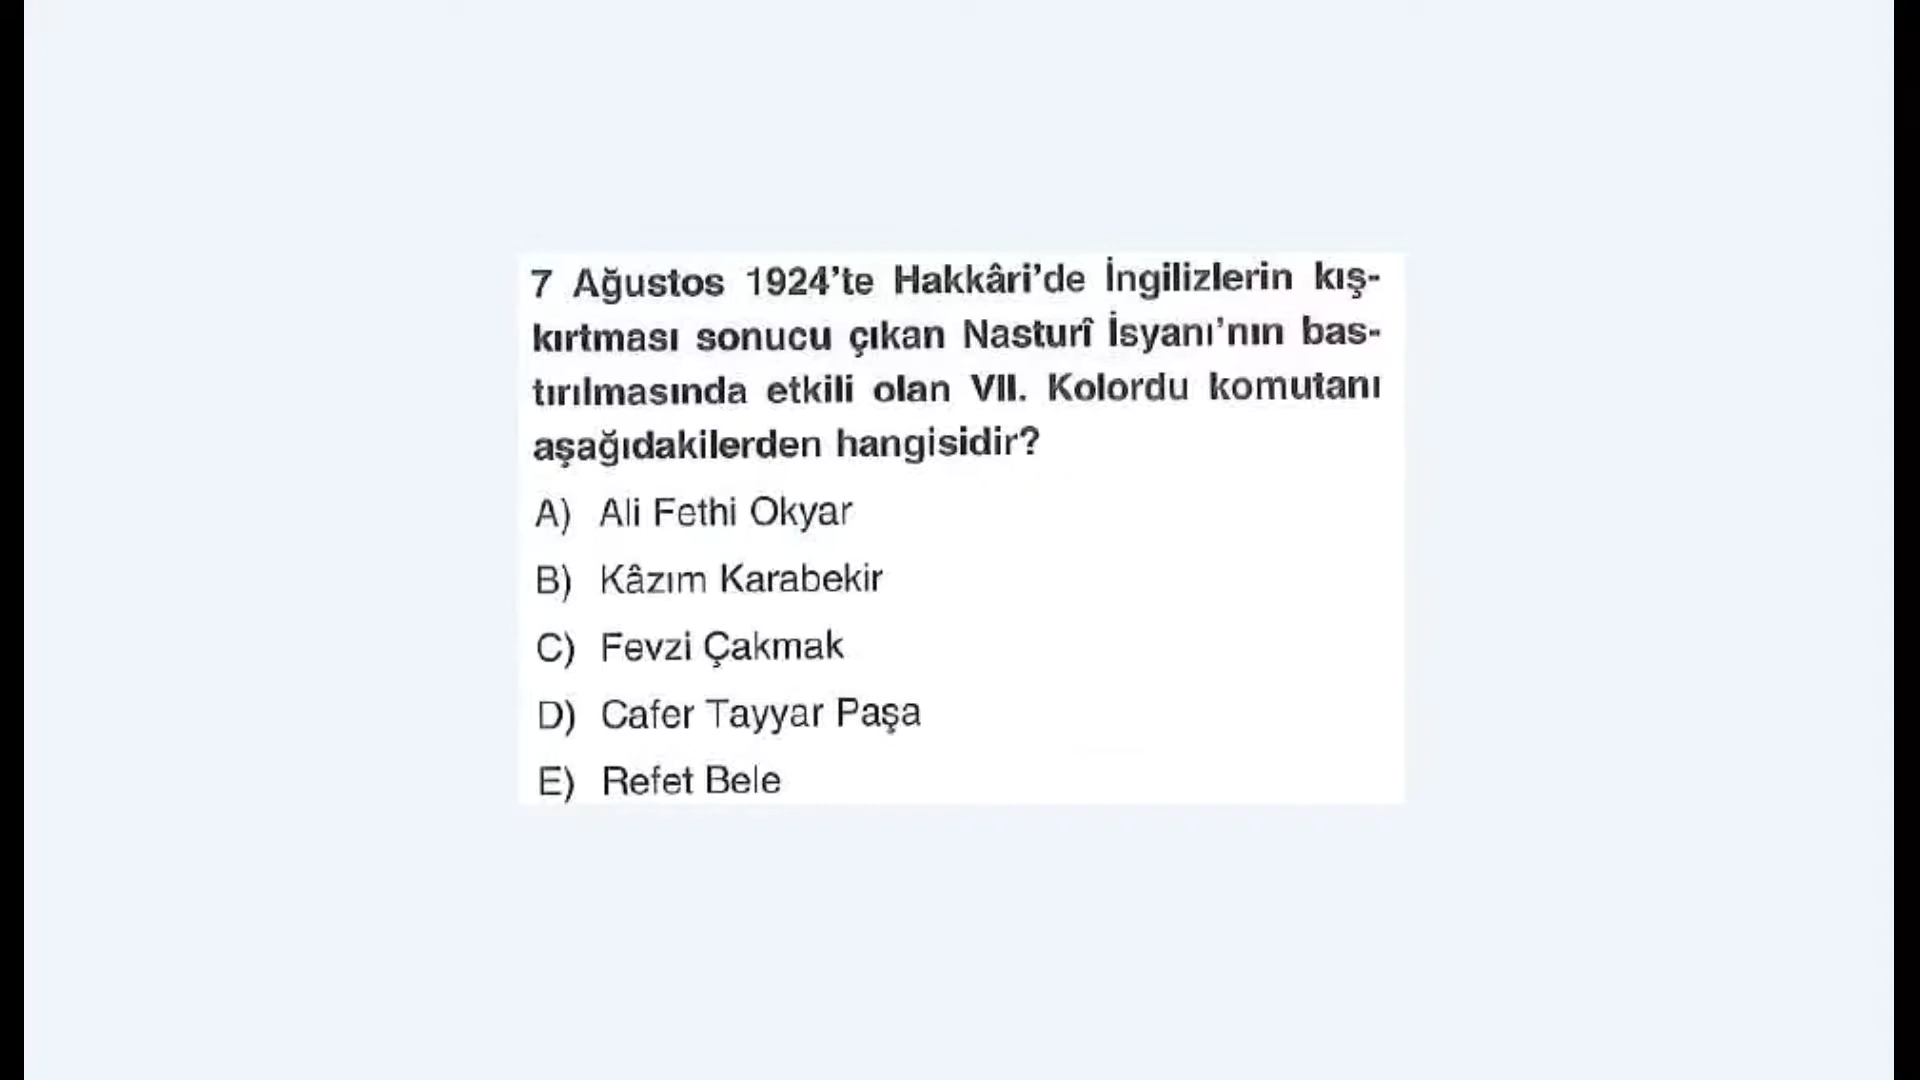 7 Ağustos 1924'te Hakkâri'de İngilizlerin kış-
kırtması sonucu çıkan Nasturî İsyanı'nın bas-
tırılmasında etkili olan VII. Kolordu komutanı
aşağıdakilerden hangisidir?
A) Ali Fethi Okyar
B) Kâzım Karabekir
C) Fevzi Çakmak
D) Cafer Tayyar Paşa
E) Refet Bele